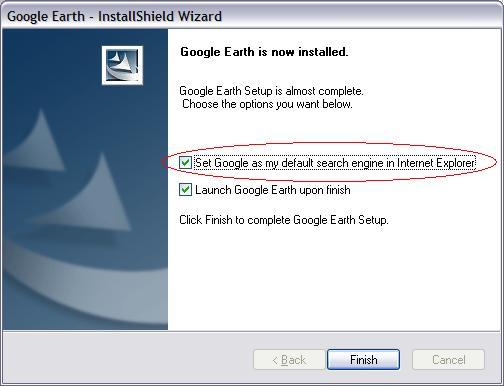 Google Earth - InstallShield Wizard
Google Earth is now installed.
Google Earth Setup is almost complete.
Choose the options you want below.
Set Google as my default search engine in Internet Explorer
Launch Google Earth upon finish
Click Finish to complete Google Earth Setup.
< Back Finish Cancel